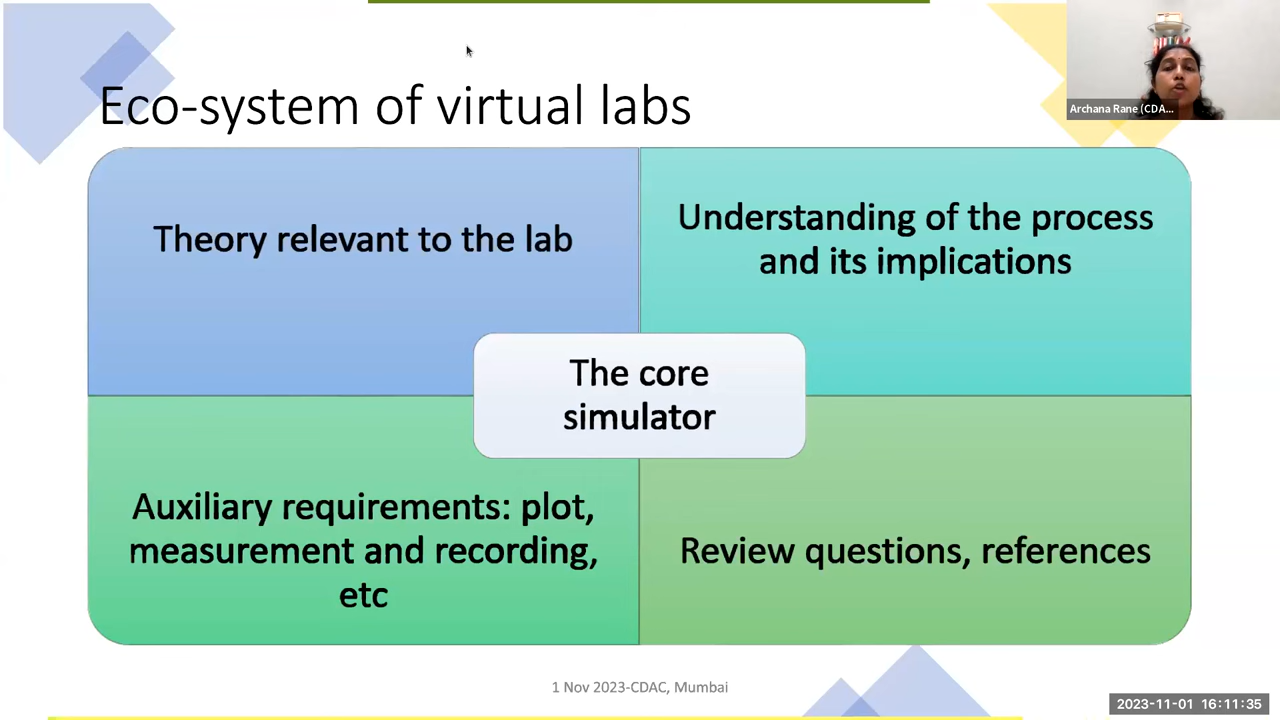 Eco-system of virtual labs
Archana Rane (CDA...
Theory relevant to the lab
Understanding of the process
and its implications
The core
simulator
Auxiliary requirements: plot,
measurement and recording,
etc
Review questions, references
1 Nov 2023-CDAC, Mumbai
2023-11-01 16:11:35